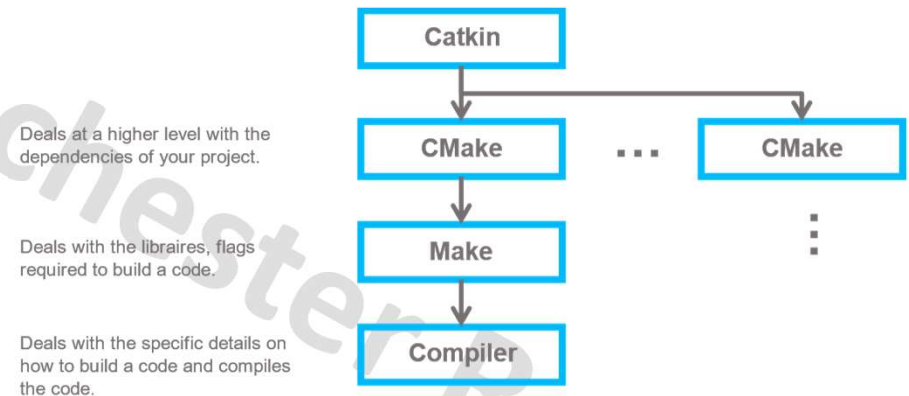 Catkin
Deals at a higher level with the
dependencies of your project.
CMake
...
CMake
Deals with the libraires, flags
required to build a code.
Make
Deals with the specific details on
how to build a code and compiles
the code.
Compiler
chester R